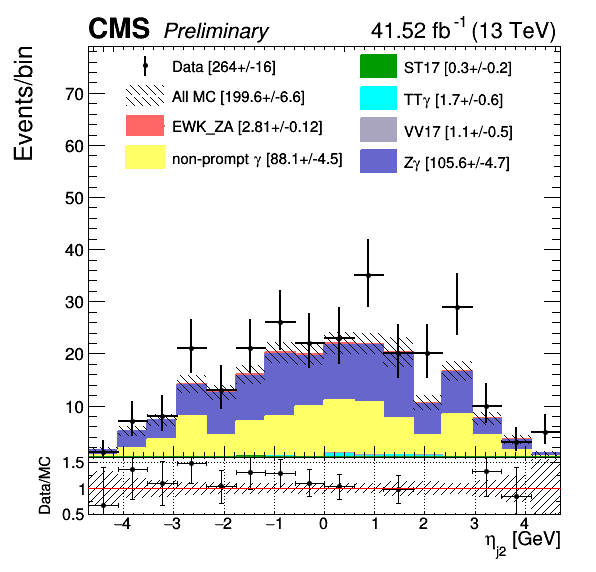 CMS Preliminary 41.52 fb⁻¹ (13 TeV)
Events/bin
Data [264+/-16]
All MC [199.6+/-6.6]
EWK_ZA [2.81+/-0.12]
non-prompt γ [88.1+/-4.5]
ST17 [0.3+/-0.2]
TTγ [1.7+/-0.6]
VV17 [1.1+/-0.5]
Zγ [105.6+/-4.7]
70
60
50
40
30
20
10
Data/MC
1.5
1
0.5
−4 −3 −2 −1 0 1 2 3 4
η_j2 [GeV]